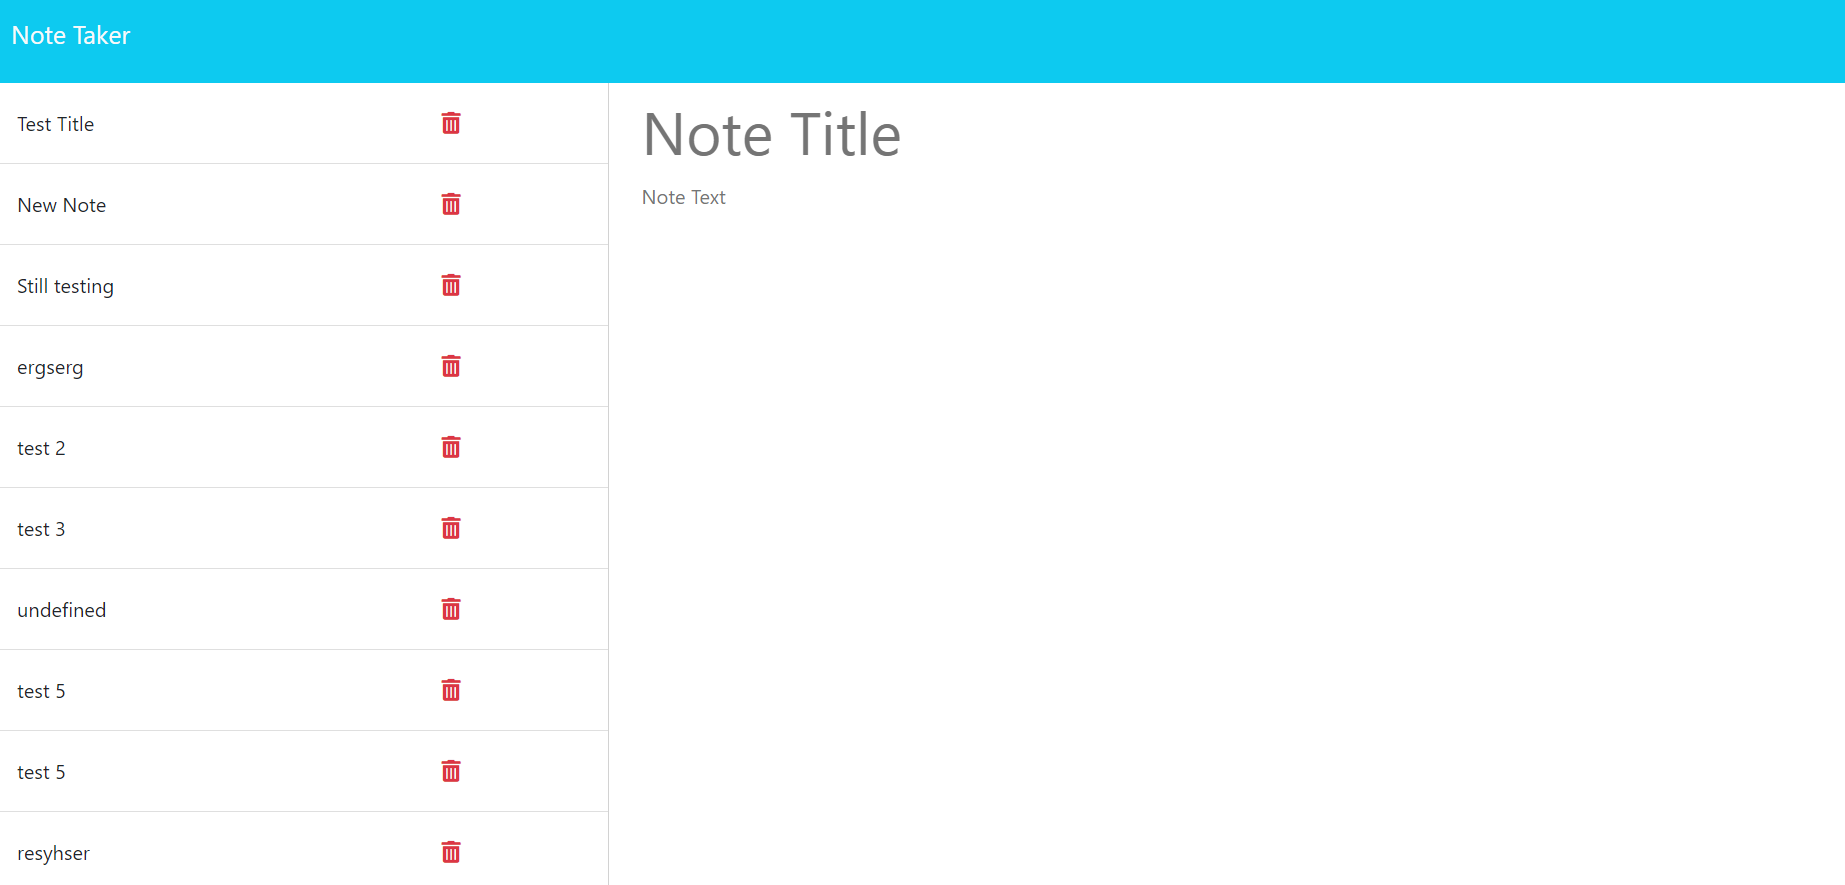 Note Taker
Test Title
New Note
Still testing
ergserg
test 2
test 3
undefined
test 5
test 5
resyhser
Note Title
Note Text